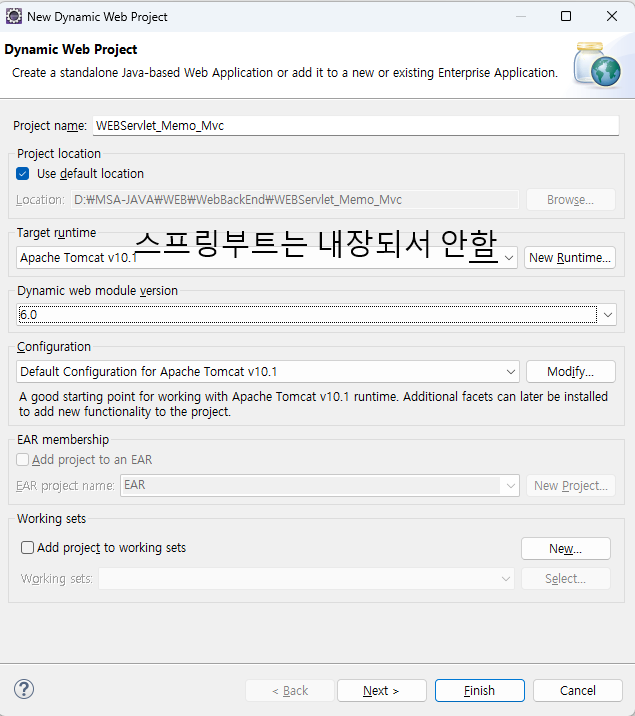 New Dynamic Web Project
Dynamic Web Project
Create a standalone Java-based Web Application or add it to a new or existing Enterprise Application.
Project name: WEBServlet_Memo_Mvc
Project location
Use default location
Location: D:₩MSA-JAVA₩WEB₩WebBackEnd₩WEBServlet_Memo_Mvc Browse...
Target runtime
스프링부트는 내장되서 안함
Apache Tomcat v10.1 New Runtime...
Dynamic web module version
6.0
Configuration
Default Configuration for Apache Tomcat v10.1 Modify...
A good starting point for working with Apache Tomcat v10.1 runtime. Additional facets can later be installed
to add new functionality to the project.
EAR membership
Add project to an EAR
EAR project name: EAR New Project...
Working sets
Add project to working sets New...
Working sets: Select...
? < Back Next > Finish Cancel